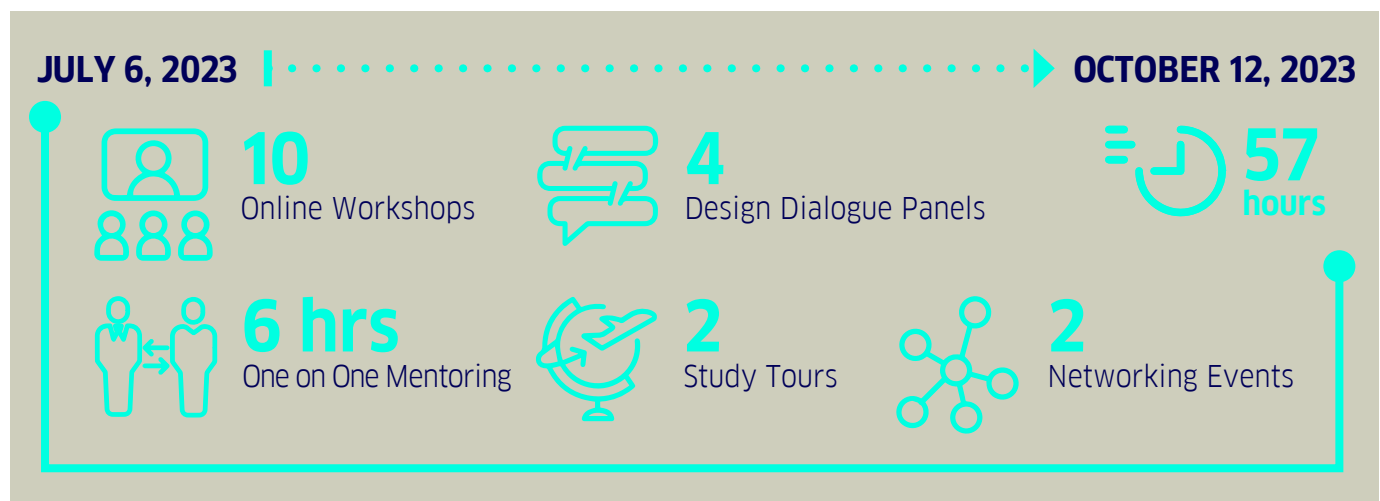 JULY 6, 2023
OCTOBER 12, 2023
10
Online Workshops
4
Design Dialogue Panels
57
hours
6 hrs
One on One Mentoring
2
Study Tours
2
Networking Events